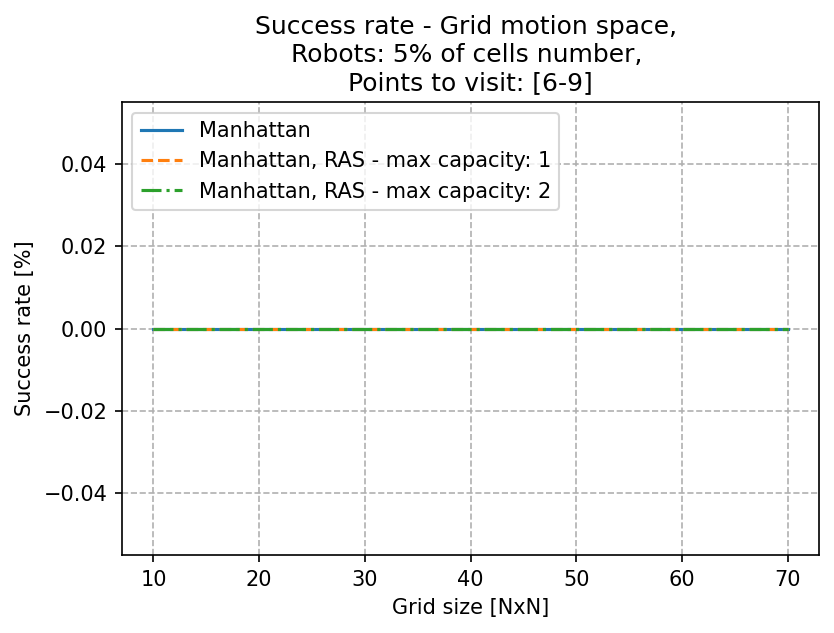 Success rate - Grid motion space,
Robots: 5% of cells number,
Points to visit: [6-9]
Manhattan
Manhattan, RAS - max capacity: 1
Manhattan, RAS - max capacity: 2
Success rate [%]
0.04
0.02
0.00
−0.02
−0.04
10 20 30 40 50 60 70
Grid size [NxN]